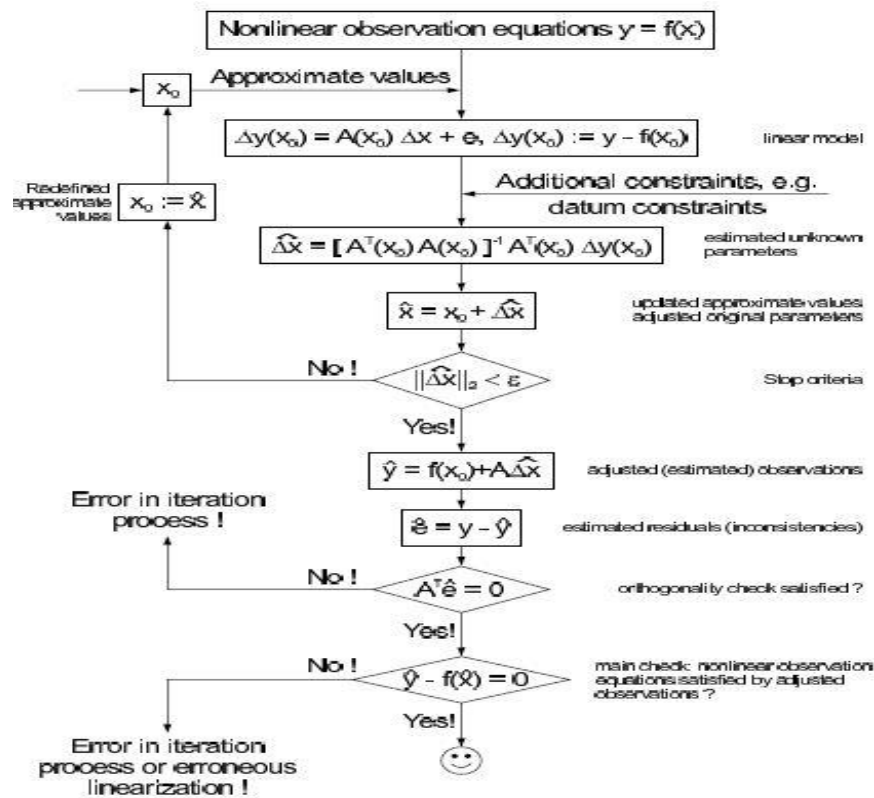 Nonlinear observation equations y = f(x)
x₀
Approximate values
Δy(x₀) = A(x₀) Δx + e, Δy(x₀) := y - f(x₀)
linear model
Additional constraints, e.g.
datum constraints
Redefined
approximate
values
x₀ := x̂
Δx̂ = [ Aᵀ(x₀) A(x₀) ]⁻¹ Aᵀ(x₀) Δy(x₀)
estimated unknown
parameters
x̂ = x₀ + Δx̂
updated approximate values
adjusted original parameters
No !
||Δx̂||₂ < ε
Stop criteria
Yes!
ŷ = f(x₀)+AΔx̂
adjusted (estimated) observations
Error in iteration
process !
ê = y - ŷ
estimated residuals (inconsistencies)
No !
Aᵀê = 0
orthogonality check satisfied ?
Yes!
No !
ŷ - f(x̂) = 0
main check: nonlinear observation
equations satisfied by adjusted
observations ?
Yes!
Error in iteration
process or erroneous
linearization !